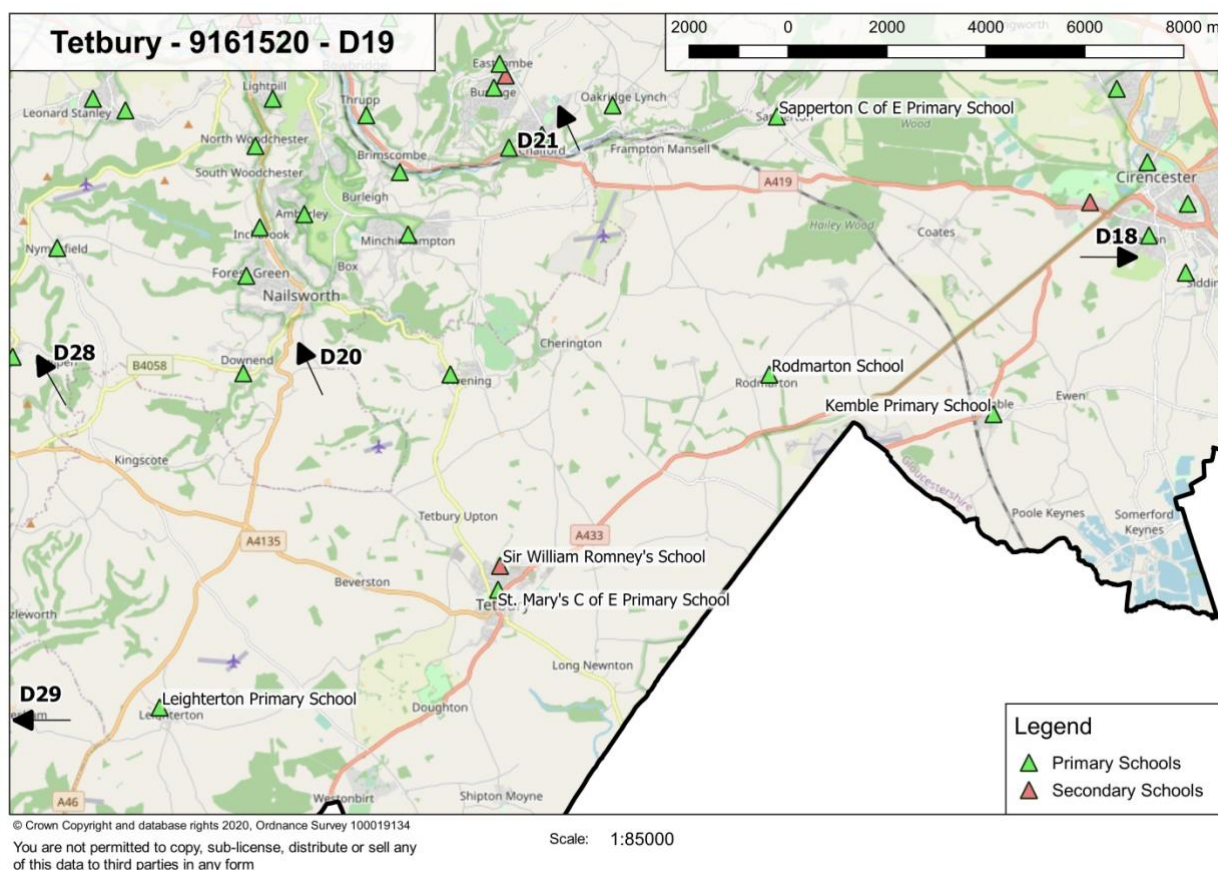 Tetbury - 9161520 - D19
2000 0 2000 4000 6000 8000 m
Eastcombe
Lightpill
Thrupp
Oakridge Lynch
Sapperton C of E Primary School
Leonard Stanley
North Woodchester
D21
Chalford
Frampton Mansell
Wood
Brimscombe
South Woodchester
A419
Cirencester
Burleigh
Amberley
Minchinhampton
Hailey Wood
Coates
D18
Box
Forest Green
Nailsworth
Cherington
D28
D20
B4058
Downend
Rodmarton School
Rodmarton
Kemble Primary School
Ewen
Kingscote
Gloucestershire
Tetbury Upton
A433
Poole Keynes
Somerford
Keynes
A4135
Sir William Romney's School
Beverston
St. Mary's C of E Primary School
Tetbury
Long Newnton
D29
Leighterton Primary School
Leighterton
Doughton
Westonbirt
Shipton Moyne
A46
Legend
Primary Schools
Secondary Schools
© Crown Copyright and database rights 2020, Ordnance Survey 100019134
You are not permitted to copy, sub-license, distribute or sell any
of this data to third parties in any form
Scale: 1:85000